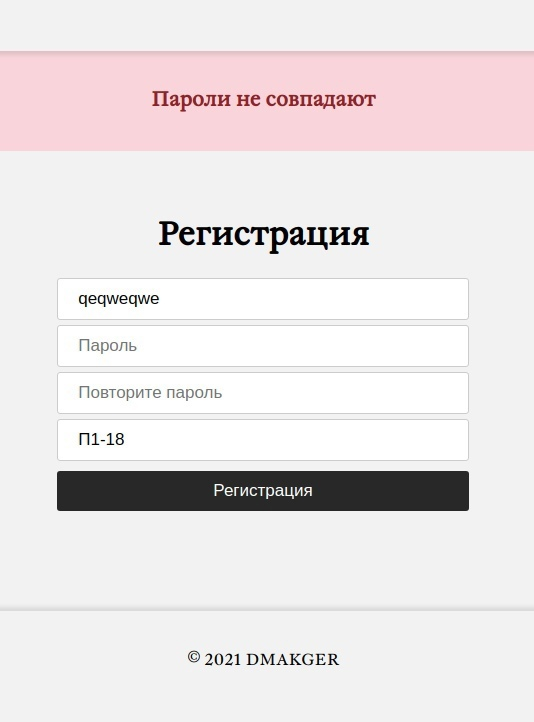 Пароли не совпадают
Регистрация
qeqweqwe
Пароль
Повторите пароль
П1-18
Регистрация
© 2021 DMAKGER